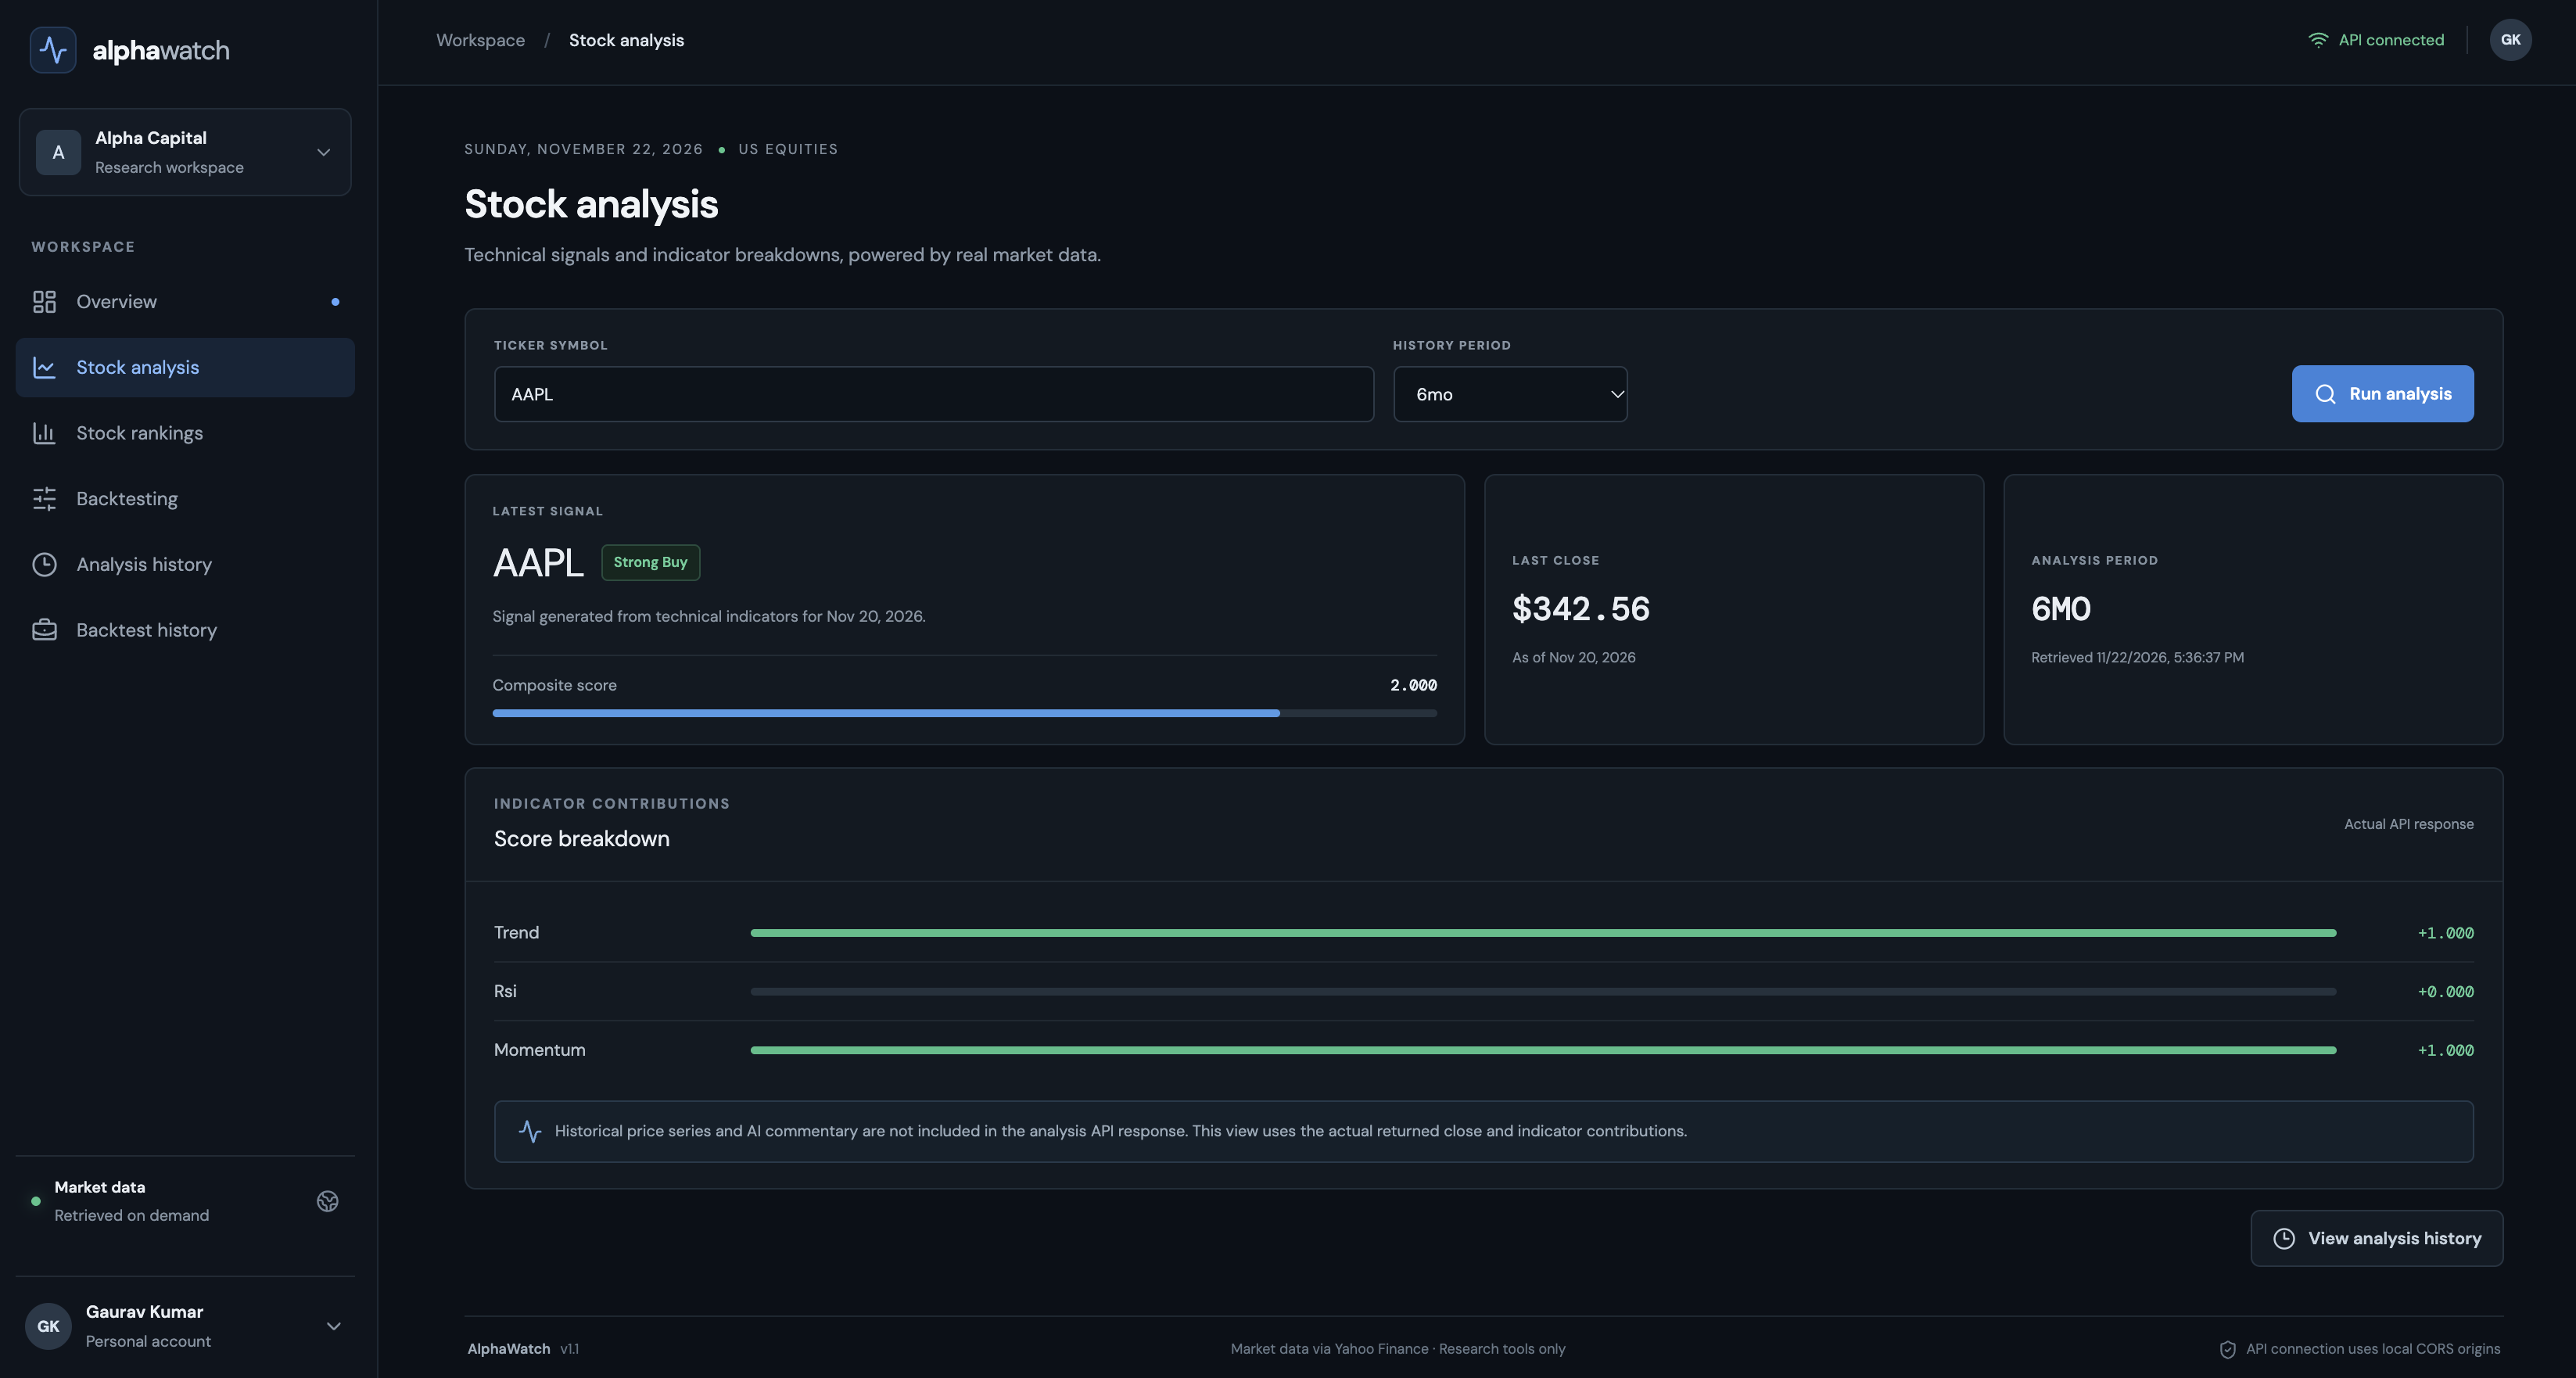 alphawatch
A
Alpha Capital
Research workspace
WORKSPACE
Overview
Stock analysis
Stock rankings
Backtesting
Analysis history
Backtest history
Market data
Retrieved on demand
GK
Gaurav Kumar
Personal account
Workspace / Stock analysis
API connected
GK
SUNDAY, NOVEMBER 22, 2026 • US EQUITIES
Stock analysis
Technical signals and indicator breakdowns, powered by real market data.
TICKER SYMBOL
AAPL
HISTORY PERIOD
6mo
Run analysis
LATEST SIGNAL
AAPL Strong Buy
Signal generated from technical indicators for Nov 20, 2026.
Composite score 2.000
LAST CLOSE
$342.56
As of Nov 20, 2026
ANALYSIS PERIOD
6MO
Retrieved 11/22/2026, 5:36:37 PM
INDICATOR CONTRIBUTIONS
Score breakdown
Actual API response
Trend +1.000
Rsi +0.000
Momentum +1.000
Historical price series and AI commentary are not included in the analysis API response. This view uses the actual returned close and indicator contributions.
View analysis history
AlphaWatch v1.1
Market data via Yahoo Finance · Research tools only
API connection uses local CORS origins